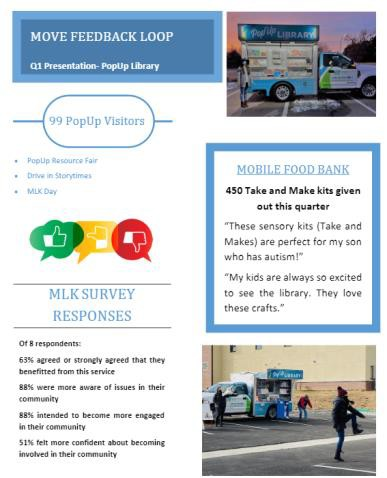 MOVE FEEDBACK LOOP
Q1 Presentation- PopUp Library
PopUp LIBRARY
99 PopUp Visitors
PopUp Resource Fair
Drive in Storytimes
MLK Day
MOBILE FOOD BANK
450 Take and Make kits given
out this quarter
“These sensory kits (Take and
Makes) are perfect for my son
who has autism!”
“My kids are always so excited
to see the library. They love
these crafts.”
MLK SURVEY
RESPONSES
Of 8 respondents:
63% agreed or strongly agreed that they
benefitted from this service
88% were more aware of issues in their
community
88% intended to become more engaged
in their community
51% felt more confident about becoming
involved in their community
PopUp LIBRARY